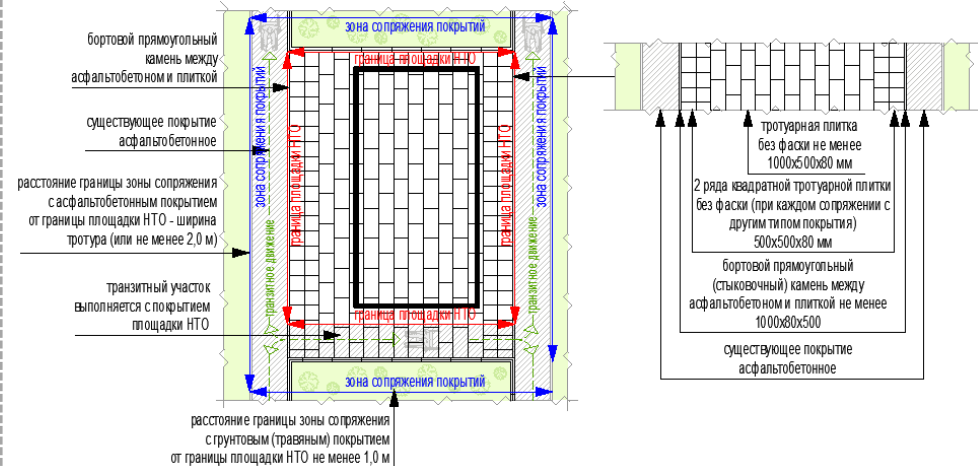 бортовой прямоугольный
камень между
асфальтобетоном и плиткой
существующее покрытие
асфальтобетонное
расстояние границы зоны сопряжения
с асфальтобетонным покрытием
от границы площадки НТО - ширина
тротура (или не менее 2,0 м)
транзитный участок
выполняется с покрытием
площадки НТО
зона сопряжения покрытий
граница площадки НТО
зона сопряжения покрытий
граница площадки НТО
транзитное движение
граница площадки НТО
зона сопряжения покрытий
транзитное движение
граница площадки НТО
зона сопряжения покрытий
расстояние границы зоны сопряжения
с грунтовым (травяным) покрытием
от границы площадки НТО не менее 1,0 м
тротуарная плитка
без фаски не менее
1000х500х80 мм
2 ряда квадратной тротуарной плитки
без фаски (при каждом сопряжении с
другим типом покрытия)
500х500х80 мм
бортовой прямоугольный
(стыковочный) камень между
асфальтобетоном и плиткой не менее
1000х80х500
существующее покрытие
асфальтобетонное